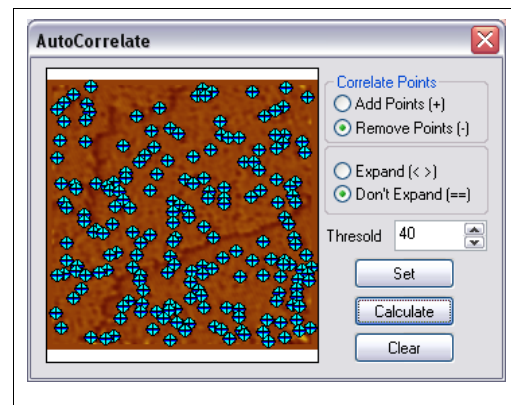 AutoCorrelate
Correlate Points
Add Points (+)
Remove Points (-)
Expand (< >)
Don't Expand (==)
Thresold 40
Set
Calculate
Clear